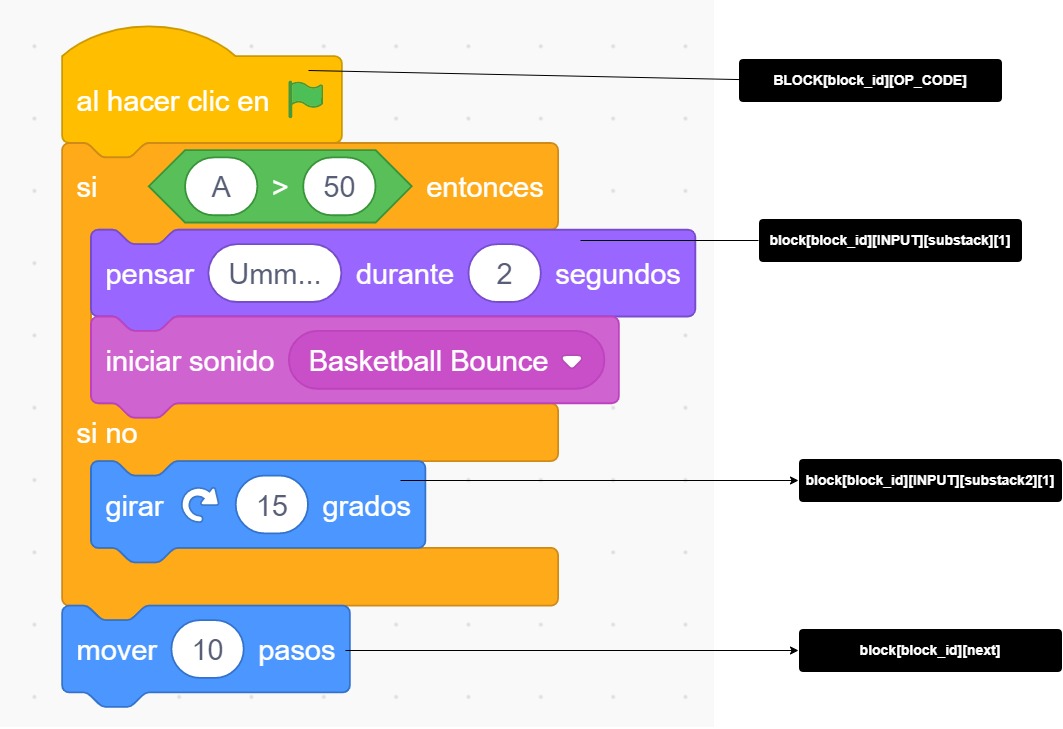 al hacer clic en
BLOCK[block_id][OP_CODE]
si A > 50 entonces
block[block_id][INPUT][substack][1]
pensar Umm... durante 2 segundos
iniciar sonido Basketball Bounce
si no
block[block_id][INPUT][substack2][1]
girar 15 grados
mover 10 pasos
block[block_id][next]